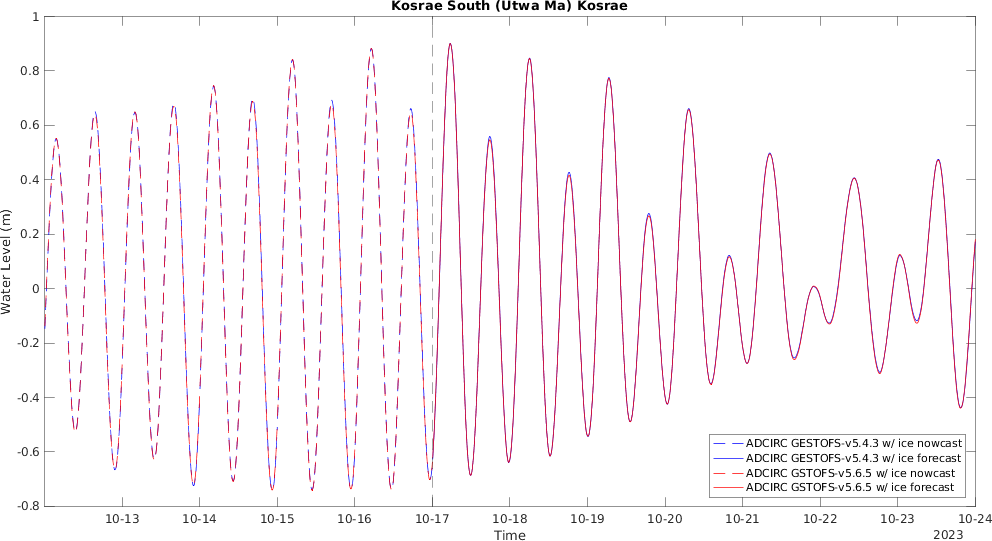 Kosrae South (Utwa Ma) Kosrae
1
0.8
0.6
0.4
0.2
0
-0.2
-0.4
-0.6
-0.8
Water Level (m)
ADCIRC GESTOFS-v5.4.3 w/ ice nowcast
ADCIRC GESTOFS-v5.4.3 w/ ice forecast
ADCIRC GSTOFS-v5.6.5 w/ ice nowcast
ADCIRC GSTOFS-v5.6.5 w/ ice forecast
10-13 10-14 10-15 10-16 10-17 10-18 10-19 10-20 10-21 10-22 10-23 10-24
Time
2023